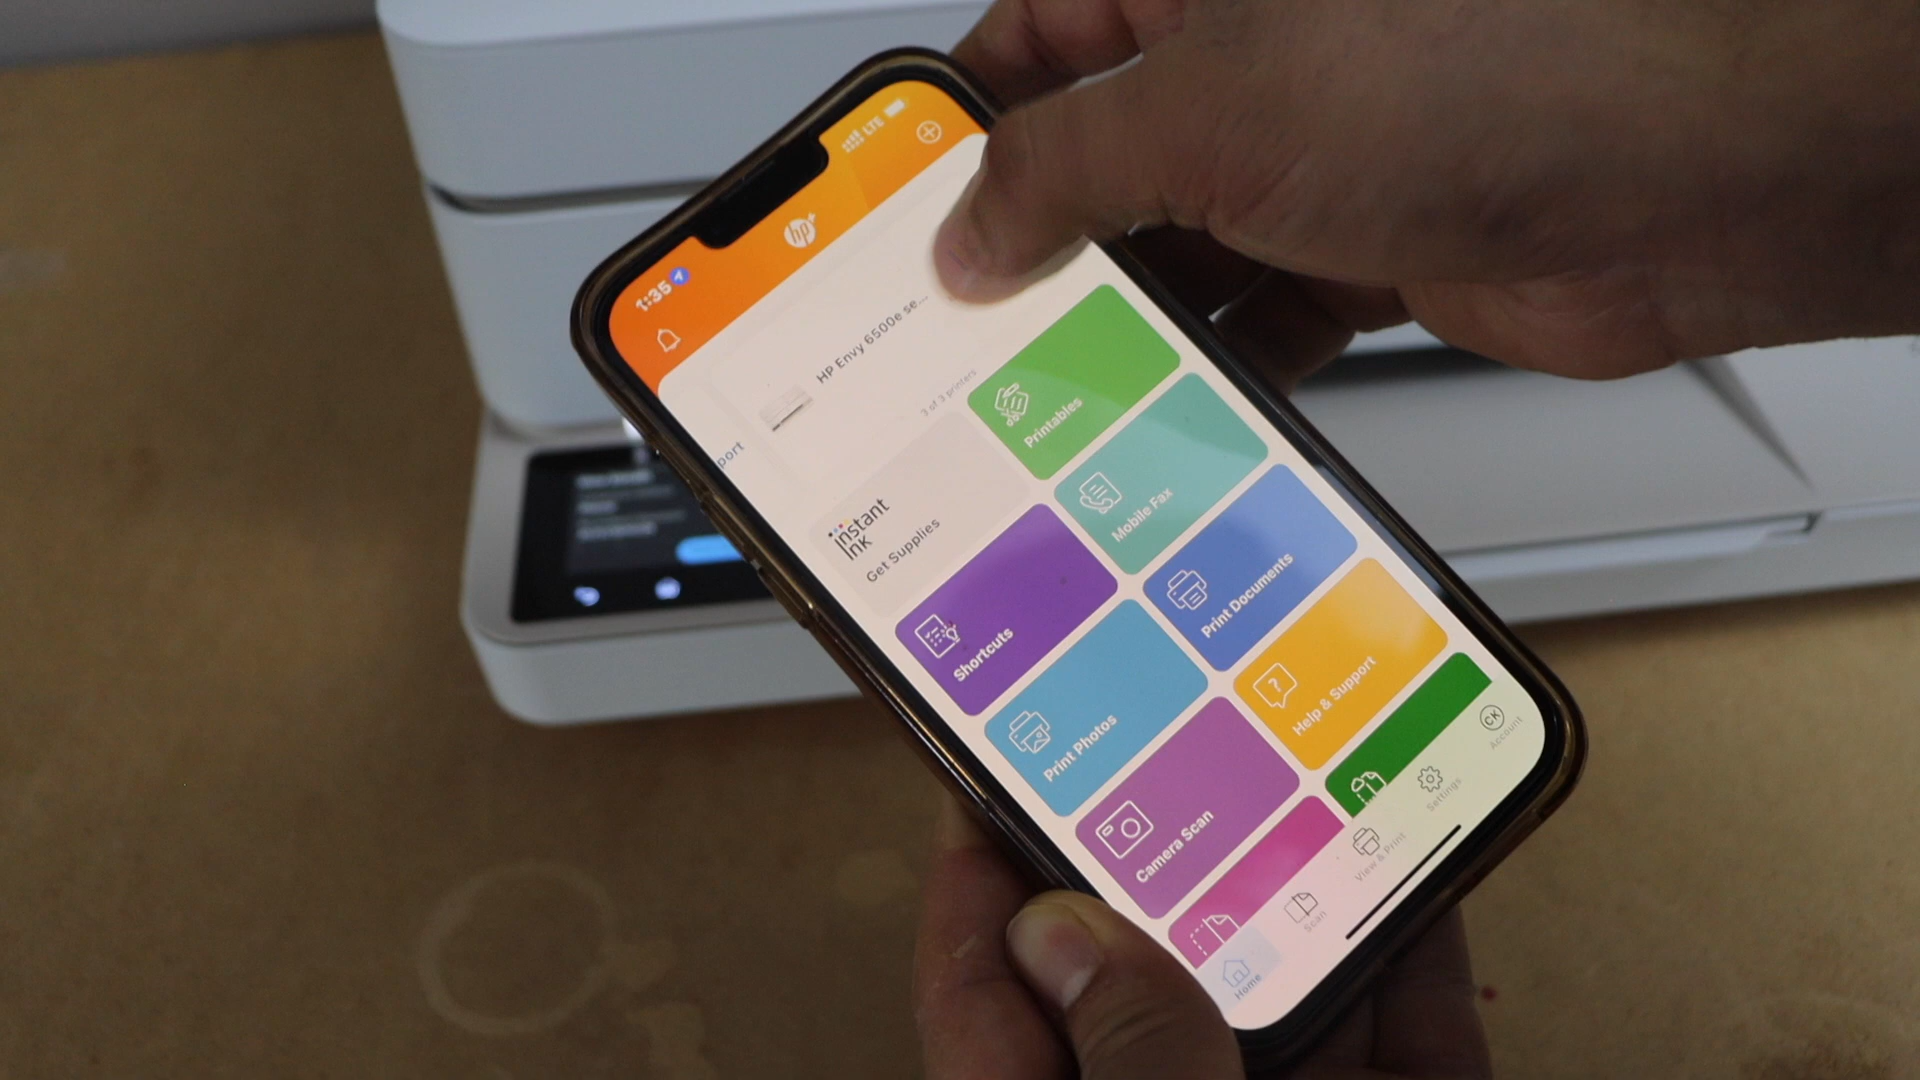 1:35
LTE
hp+
HP Envy 6500e se...
3 of 3 printers
port
instant
ink
Get Supplies
Printables
Shortcuts
Mobile Fax
Print Photos
Print Documents
Camera Scan
Help & Support
Home
Scan
View & Print
Settings
CK
Account